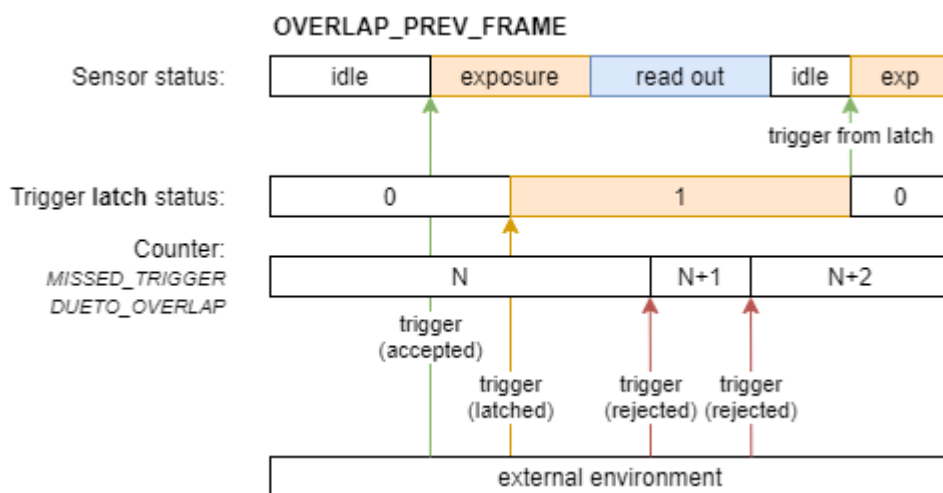 OVERLAP_PREV_FRAME
Sensor status:
idle
exposure
read out
idle
exp
trigger from latch
Trigger latch status:
0
1
0
Counter:
MISSED_TRIGGER
DUETO_OVERLAP
N
N+1
N+2
trigger
(accepted)
trigger
(latched)
trigger
(rejected)
trigger
(rejected)
external environment